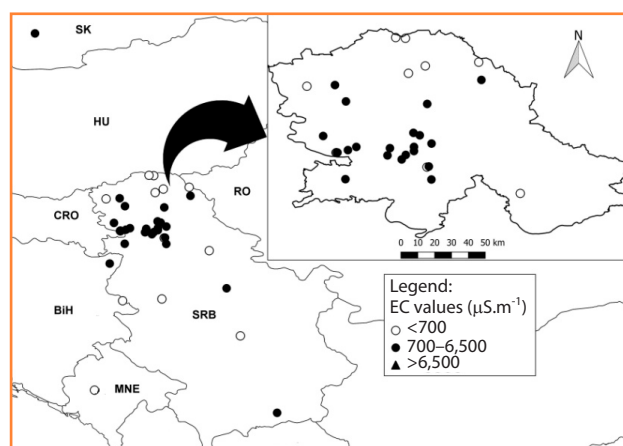 SK
HU
RO
CRO
BiH
SRB
MNE
N
0 10 20 30 40 50 km
Legend:
EC values (µS.m⁻¹)
<700
700–6,500
>6,500